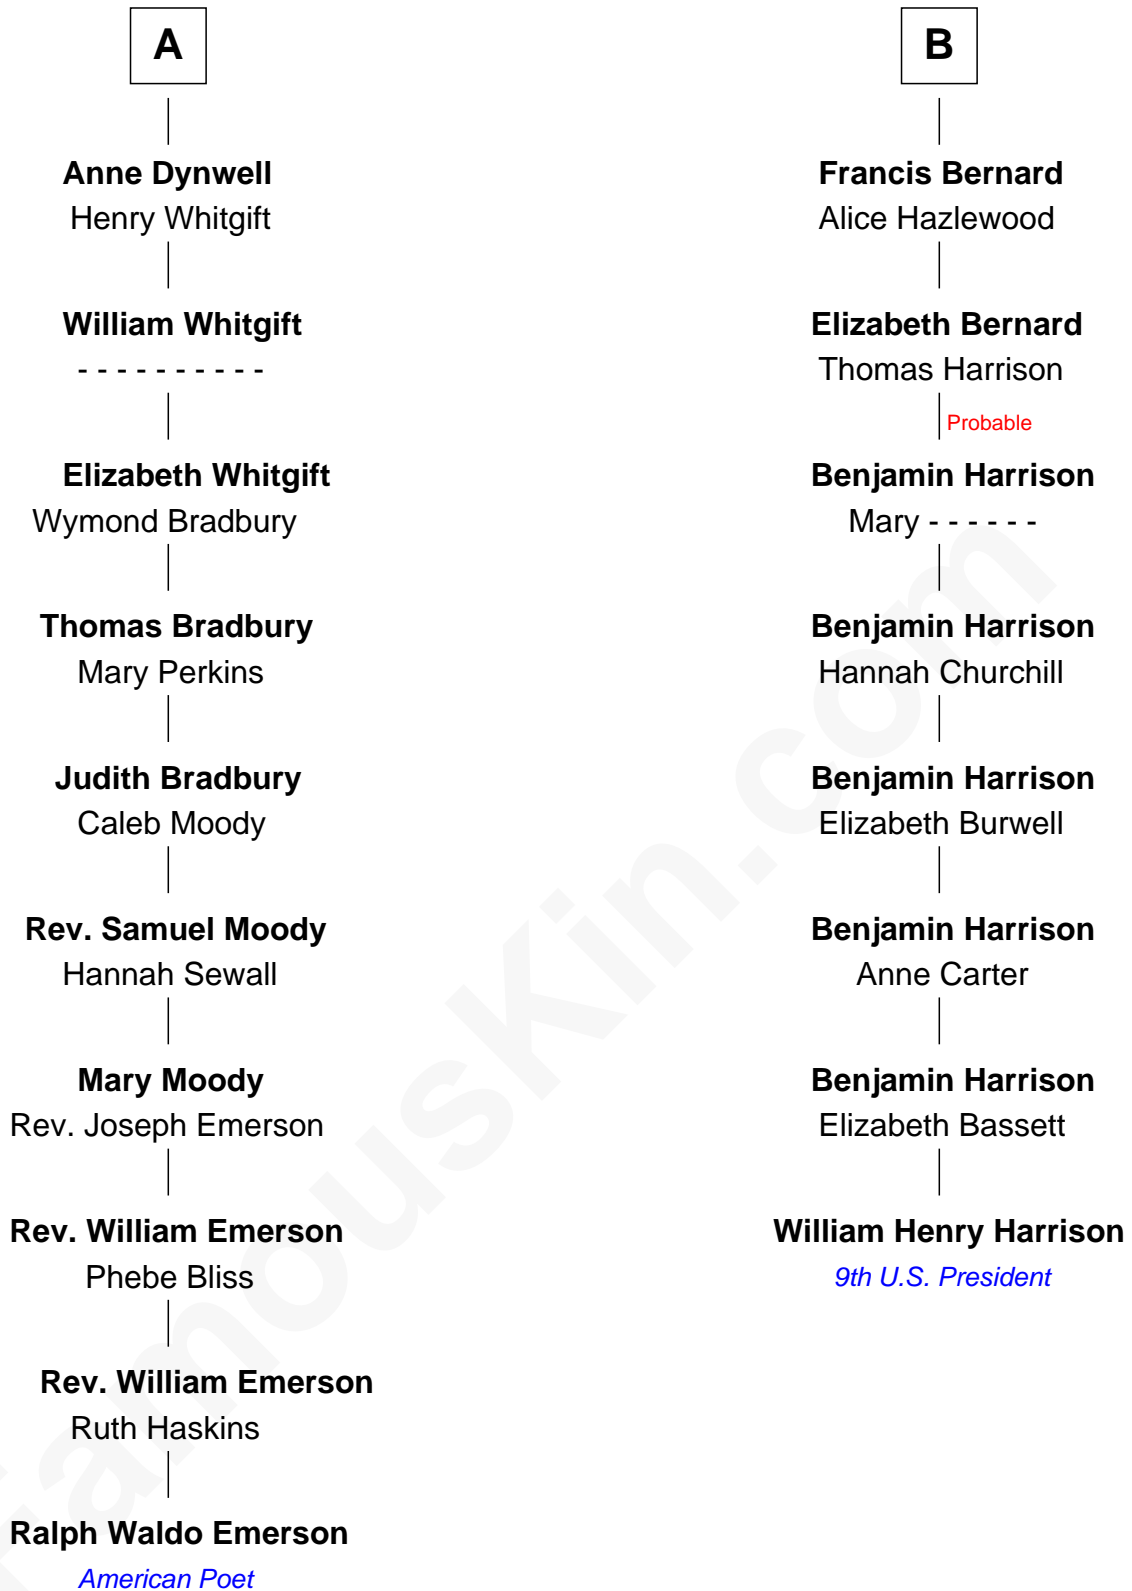 A
Anne Dynwell
Henry Whitgift
William Whitgift
- - - - - - - - - -
Elizabeth Whitgift
Wymond Bradbury
Thomas Bradbury
Mary Perkins
Judith Bradbury
Caleb Moody
Rev. Samuel Moody
Hannah Sewall
Mary Moody
Rev. Joseph Emerson
Rev. William Emerson
Phebe Bliss
Rev. William Emerson
Ruth Haskins
Ralph Waldo Emerson
American Poet
B
Francis Bernard
Alice Hazlewood
Elizabeth Bernard
Thomas Harrison
Probable
Benjamin Harrison
Mary - - - - - -
Benjamin Harrison
Hannah Churchill
Benjamin Harrison
Elizabeth Burwell
Benjamin Harrison
Anne Carter
Benjamin Harrison
Elizabeth Bassett
William Henry Harrison
9th U.S. President
FamousKin.com